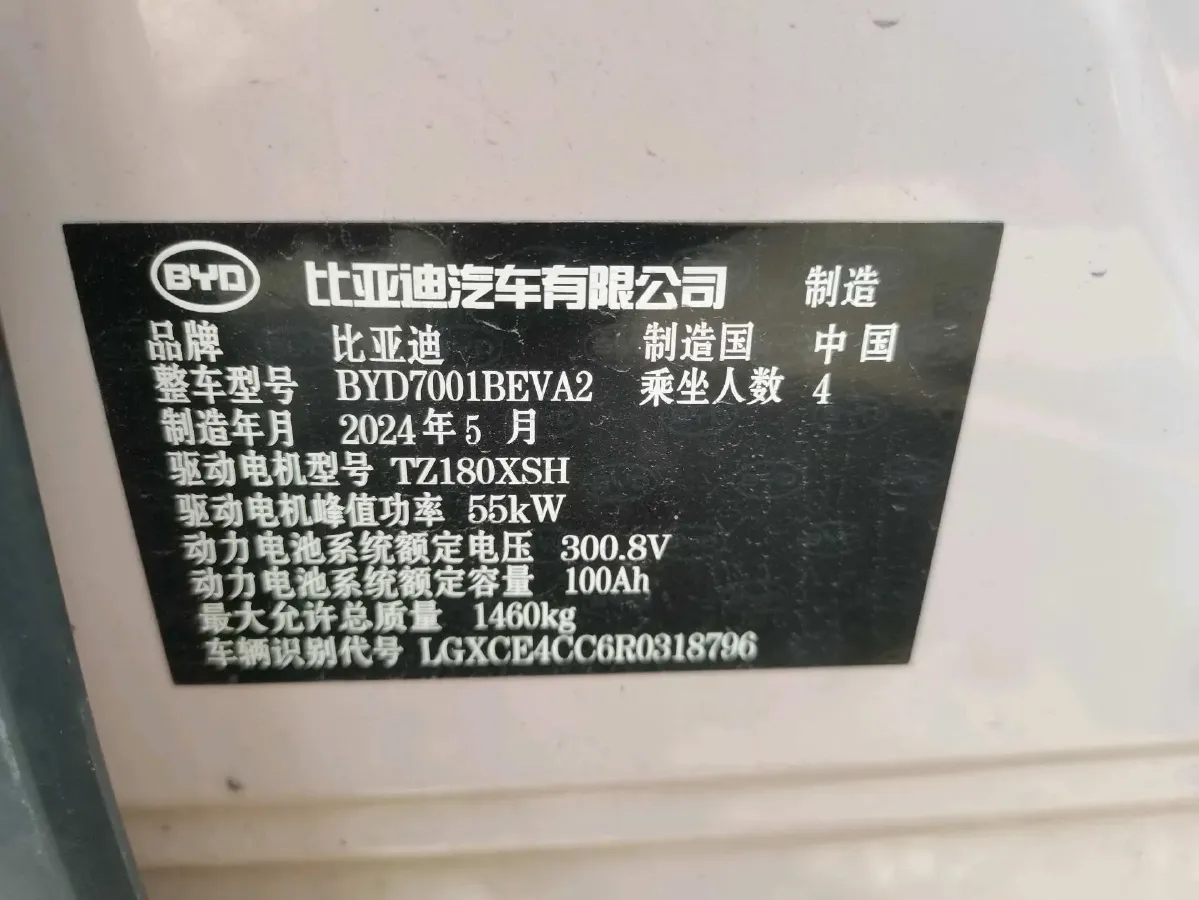 BYD 比亚迪汽车有限公司 制造
品牌 比亚迪 制造国 中国
整车型号 BYD7001BEVA2 乘坐人数 4
制造年月 2024年5月
驱动电机型号 TZ180XSH
驱动电机峰值功率 55kW
动力电池系统额定电压 300.8V
动力电池系统额定容量 100Ah
最大允许总质量 1460kg
车辆识别代号 LGXCE4CC6R0318796